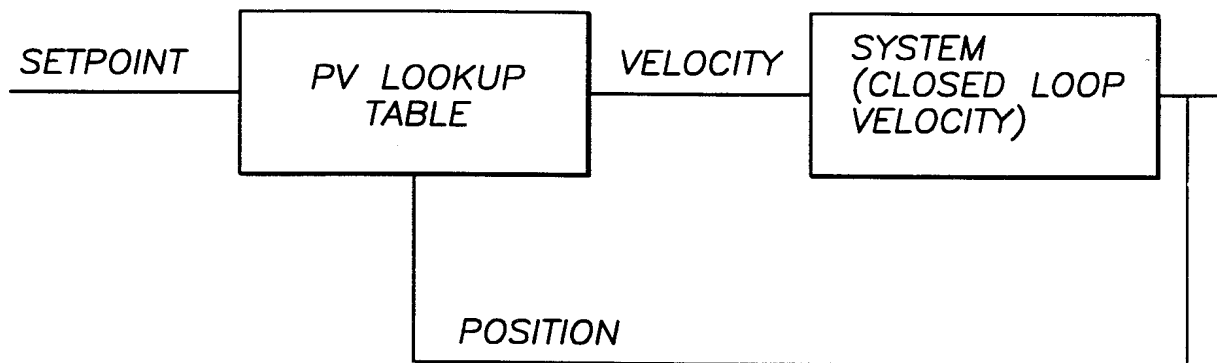 SETPOINT
PV LOOKUP
TABLE
VELOCITY
SYSTEM
(CLOSED LOOP
VELOCITY)
POSITION